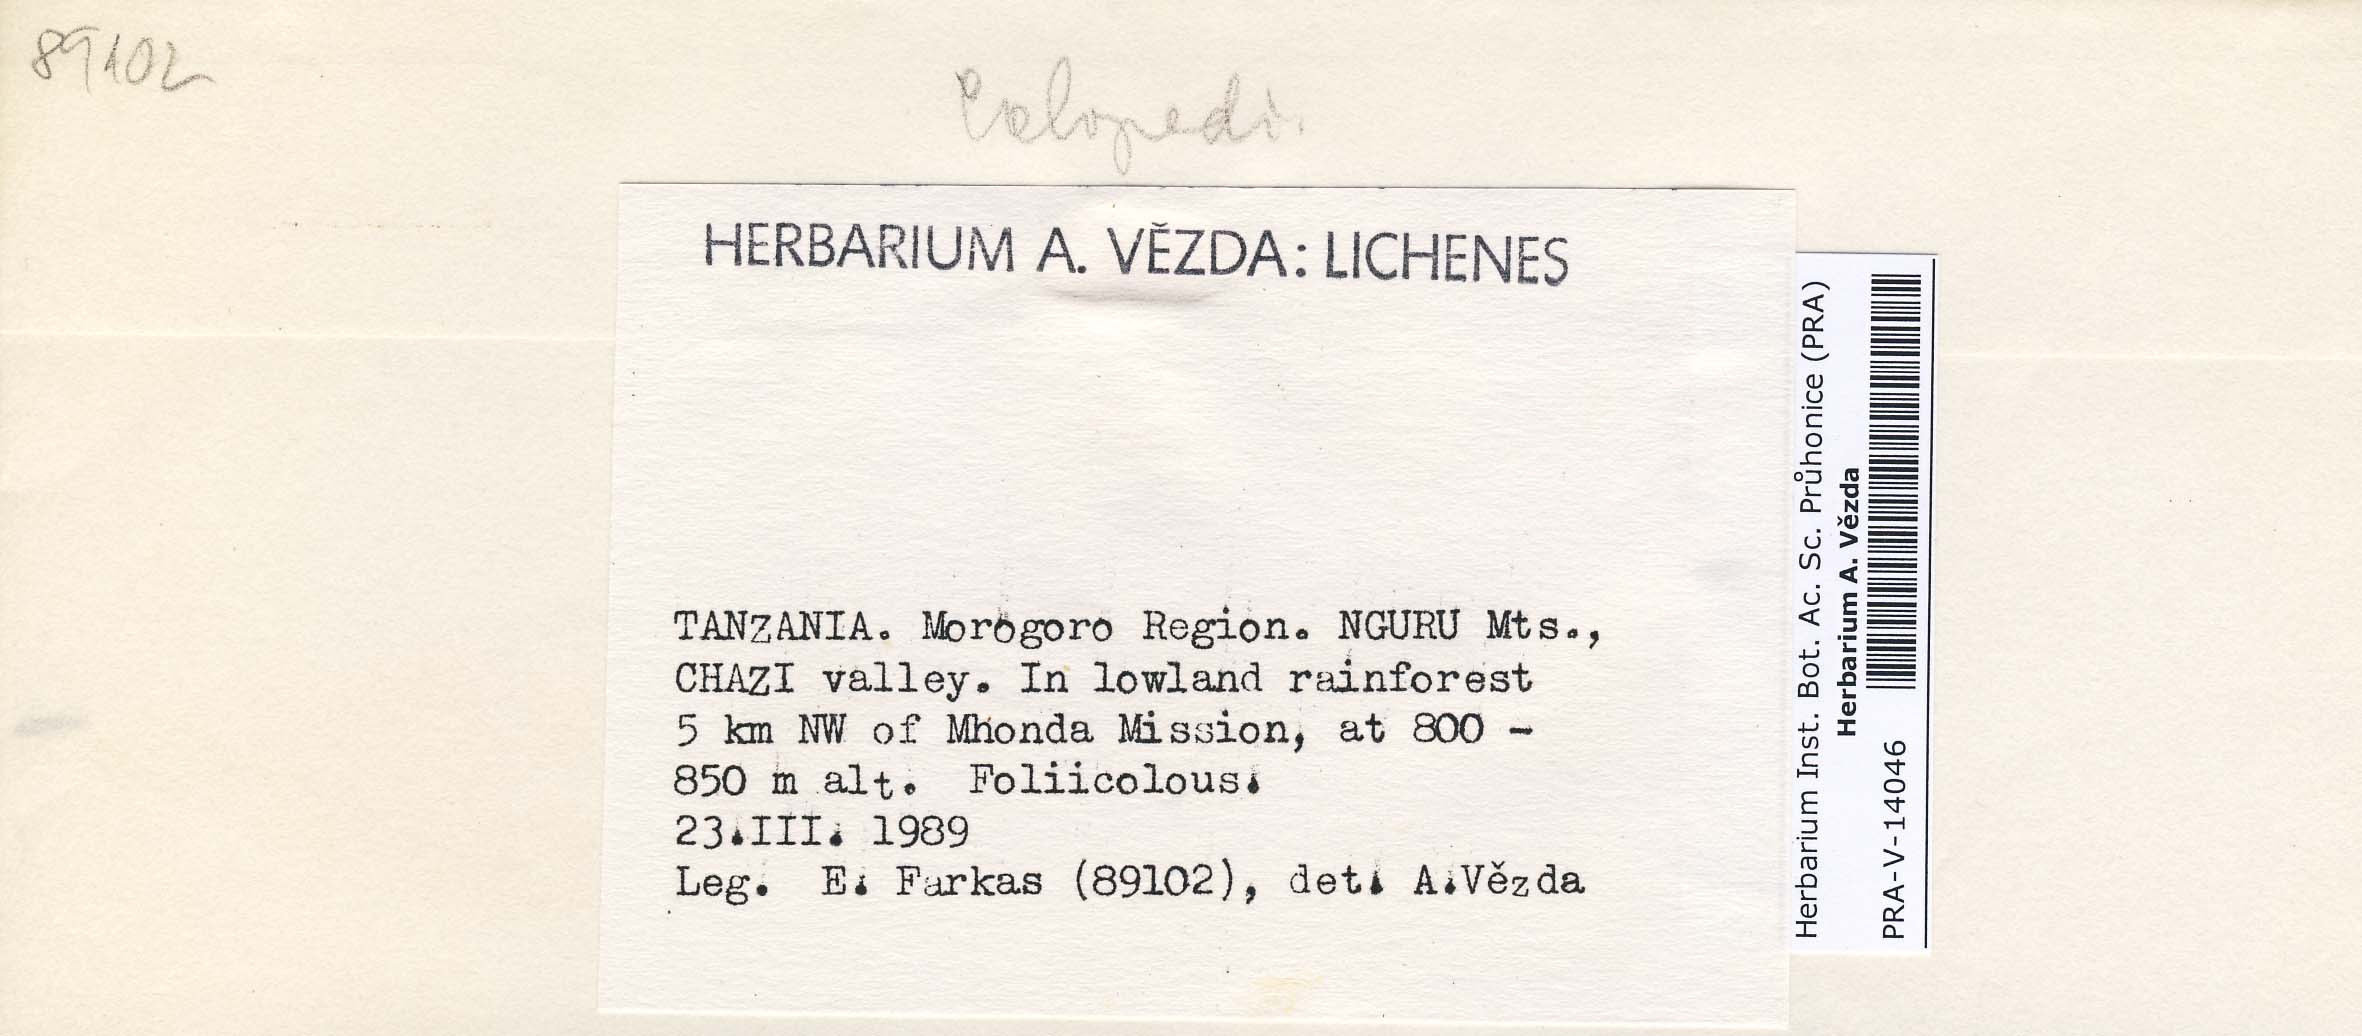 89102
Calopedi.
HERBARIUM A. VĚZDA: LICHENES
TANZANIA. Morogoro Region. NGURU Mts.,
CHAZI valley. In lowland rainforest
5 km NW of Mhonda Mission, at 800 -
850 m alt. Foliicolous.
23.III. 1989
Leg. E. Farkas (89102), det. A.Vězda
Herbarium Inst. Bot. Ac. Sc. Průhonice (PRA)
Herbarium A. Vězda
PRA-V-14046